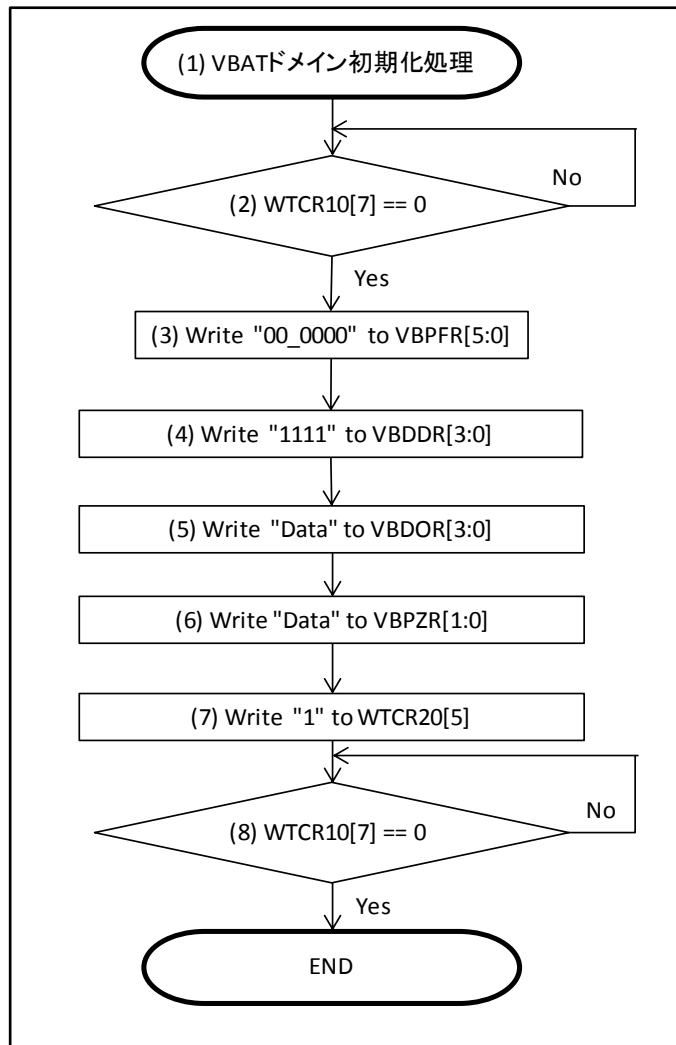 (1) VBATドメイン初期化処理
No
(2) WTCR10[7] == 0
Yes
(3) Write "00_0000" to VBPFR[5:0]
(4) Write "1111" to VBDDR[3:0]
(5) Write "Data" to VBDOR[3:0]
(6) Write "Data" to VBPZR[1:0]
(7) Write "1" to WTCR20[5]
No
(8) WTCR10[7] == 0
Yes
END